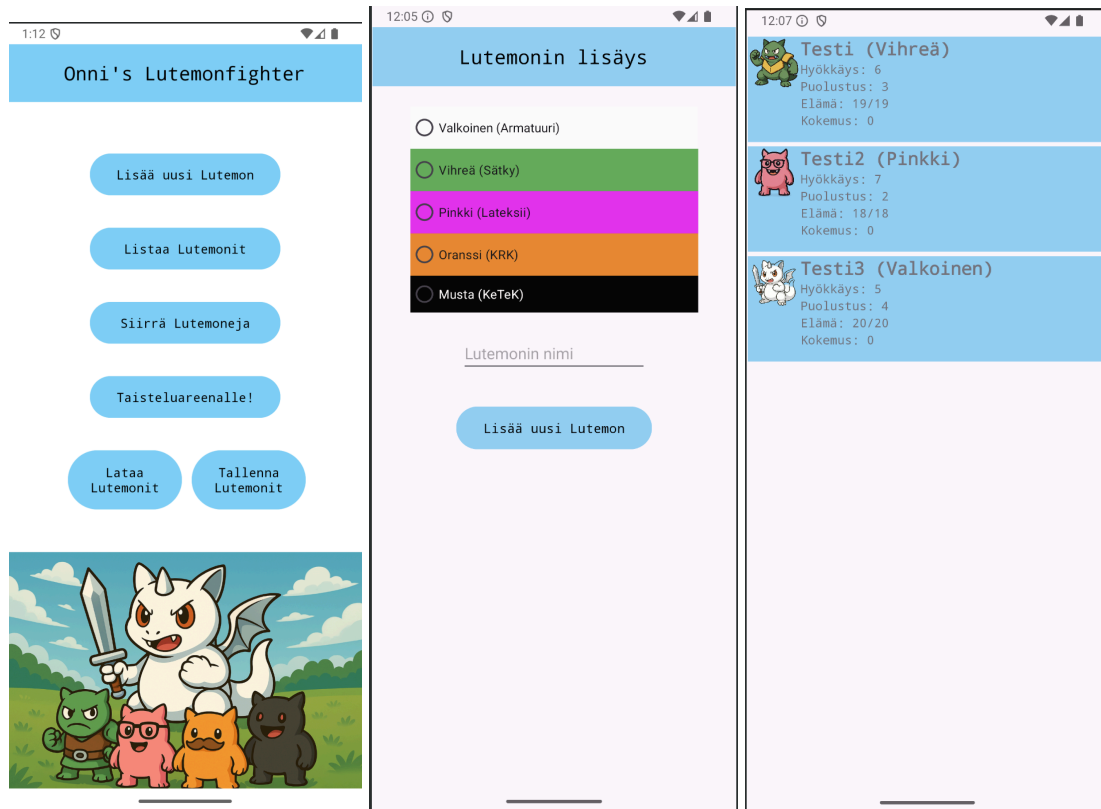 1:12
Onni's Lutemonfighter
Lisää uusi Lutemon
Listaa Lutemonit
Siirrä Lutemoneja
Taisteluareenalle!
Lataa
Lutemonit
Tallenna
Lutemonit
12:05
Lutemonin lisäys
Valkoinen (Armatuuri)
Vihreä (Sätky)
Pinkki (Lateksii)
Oranssi (KRK)
Musta (KeTeK)
Lutemonin nimi
Lisää uusi Lutemon
12:07
Testi (Vihreä)
Hyökkäys: 6
Puolustus: 3
Elämä: 19/19
Kokemus: 0
Testi2 (Pinkki)
Hyökkäys: 7
Puolustus: 2
Elämä: 18/18
Kokemus: 0
Testi3 (Valkoinen)
Hyökkäys: 5
Puolustus: 4
Elämä: 20/20
Kokemus: 0